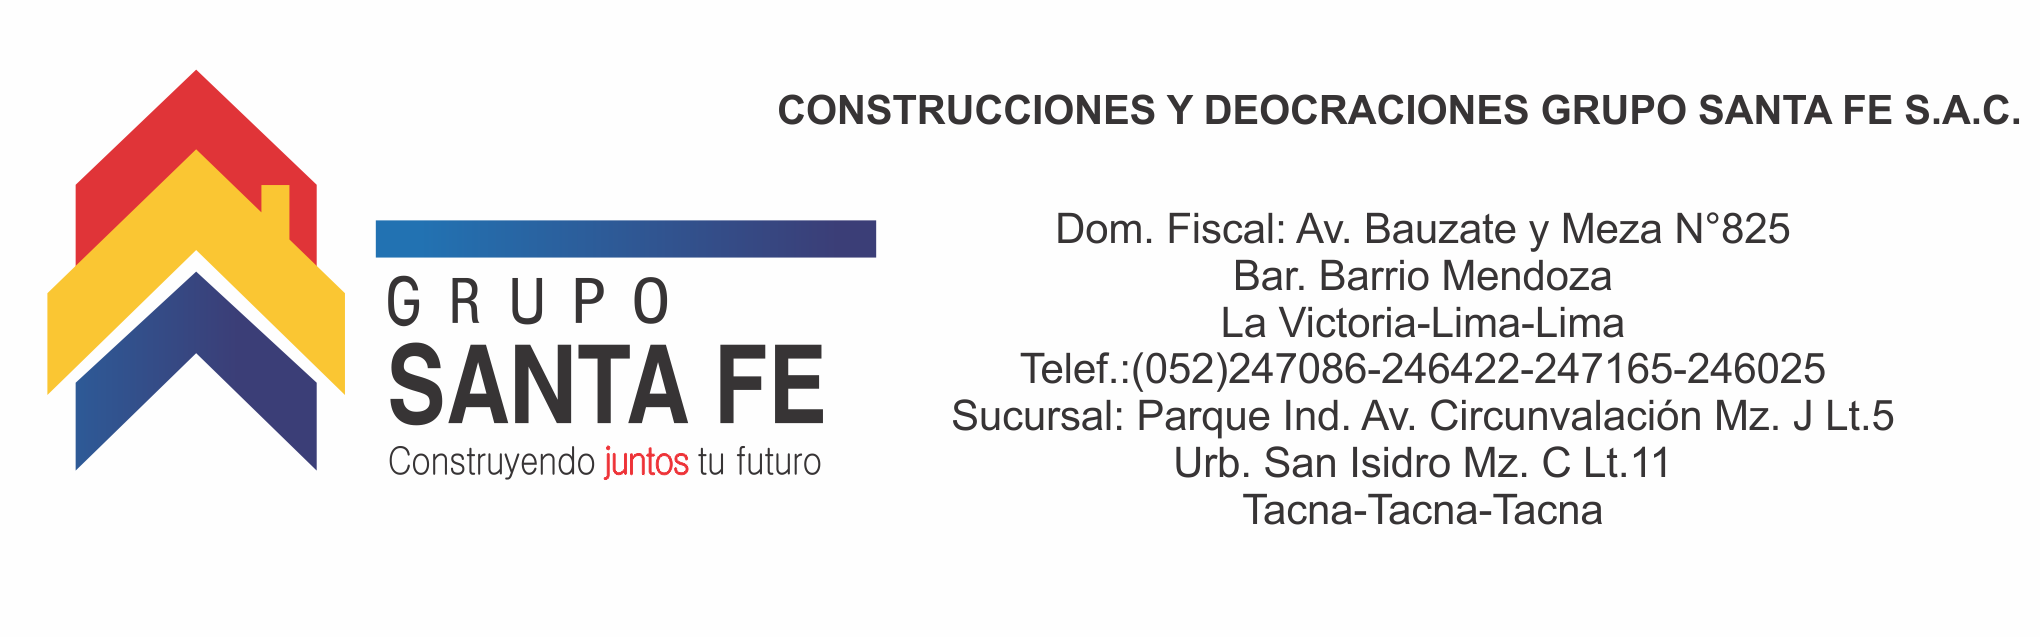 GRUPO
SANTA FE
Construyendo juntos tu futuro
CONSTRUCCIONES Y DEOCRACIONES GRUPO SANTA FE S.A.C.
Dom. Fiscal: Av. Bauzate y Meza N°825
Bar. Barrio Mendoza
La Victoria-Lima-Lima
Telef.:(052)247086-246422-247165-246025
Sucursal: Parque Ind. Av. Circunvalación Mz. J Lt.5
Urb. San Isidro Mz. C Lt.11
Tacna-Tacna-Tacna